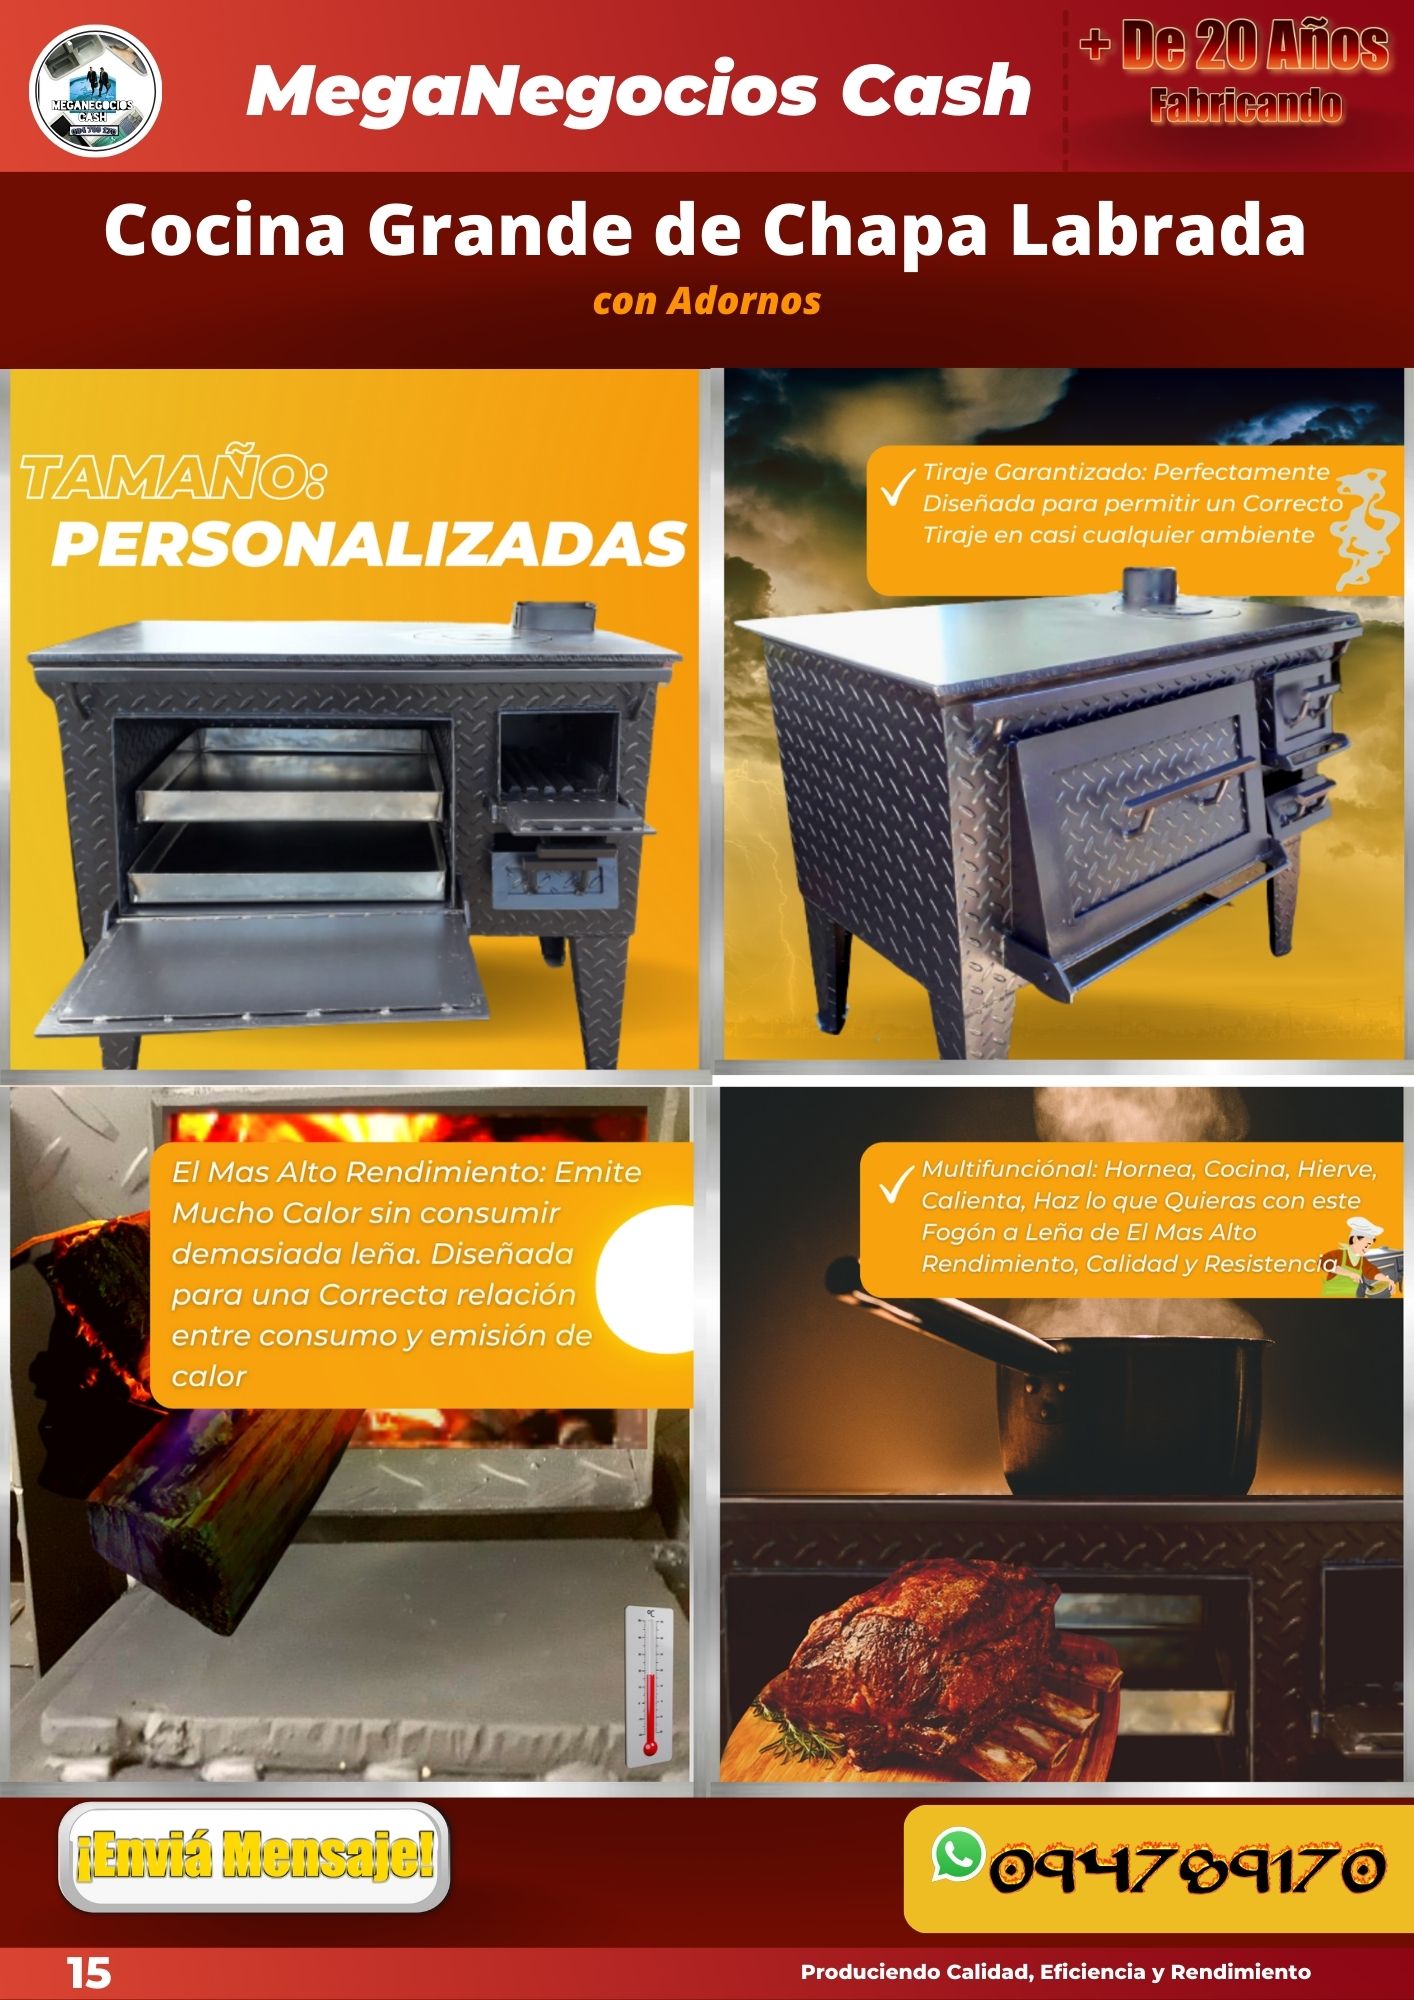 MEGANEGOCIOS
CASH
MegaNegocios Cash
+ De 20 Años
Fabricando
Cocina Grande de Chapa Labrada
con Adornos
TAMAÑO:
PERSONALIZADAS
Tiraje Garantizado: Perfectamente
Diseñada para permitir un Correcto
Tiraje en casi cualquier ambiente
El Mas Alto Rendimiento: Emite
Mucho Calor sin consumir
demasiada leña. Diseñada
para una Correcta relación
entre consumo y emisión de
calor
°C
Multifunciónal: Hornea, Cocina, Hierve,
Calienta, Haz lo que Quieras con este
Fogón a Leña de El Mas Alto
Rendimiento, Calidad y Resistencia
¡Enviá Mensaje!
094789170
15
Produciendo Calidad, Eficiencia y Rendimiento